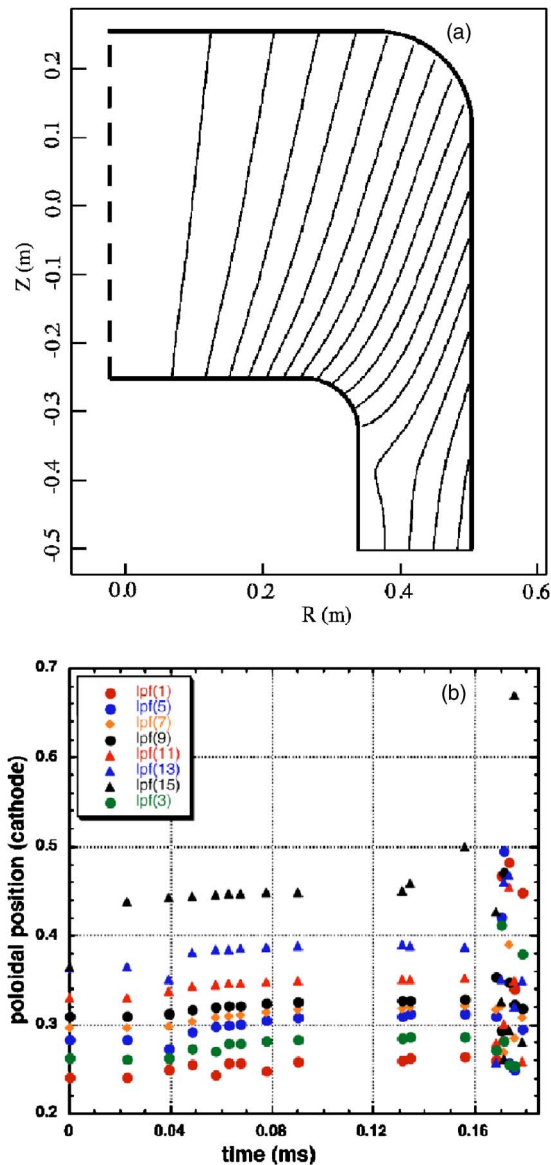 (a)
Z (m)
0.2
0.1
0.0
-0.1
-0.2
-0.3
-0.4
-0.5
0.0 0.2 0.4 0.6
R (m)
(b)
poloidal position (cathode)
0.7
0.6
0.5
0.4
0.3
0.2
lpf(1)
lpf(5)
lpf(7)
lpf(9)
lpf(11)
lpf(13)
lpf(15)
lpf(3)
0 0.04 0.08 0.12 0.16
time (ms)